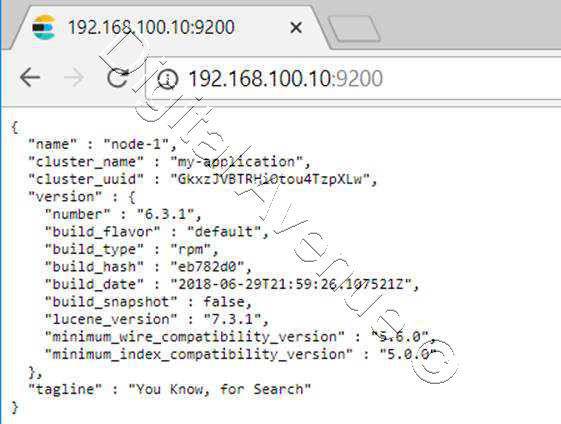 192.168.100.10:9200
192.168.100.10:9200
{
"name" : "node-1",
"cluster_name" : "my-application",
"cluster_uuid" : "GkxzJVBTRHiOtou4TzpXLw",
"version" : {
"number" : "6.3.1",
"build_flavor" : "default",
"build_type" : "rpm",
"build_hash" : "eb782d0",
"build_date" : "2018-06-29T21:59:26.107521Z",
"build_snapshot" : false,
"lucene_version" : "7.3.1",
"minimum_wire_compatibility_version" : "5.6.0",
"minimum_index_compatibility_version" : "5.0.0"
},
"tagline" : "You Know, for Search"
}
Digital Avenue ©